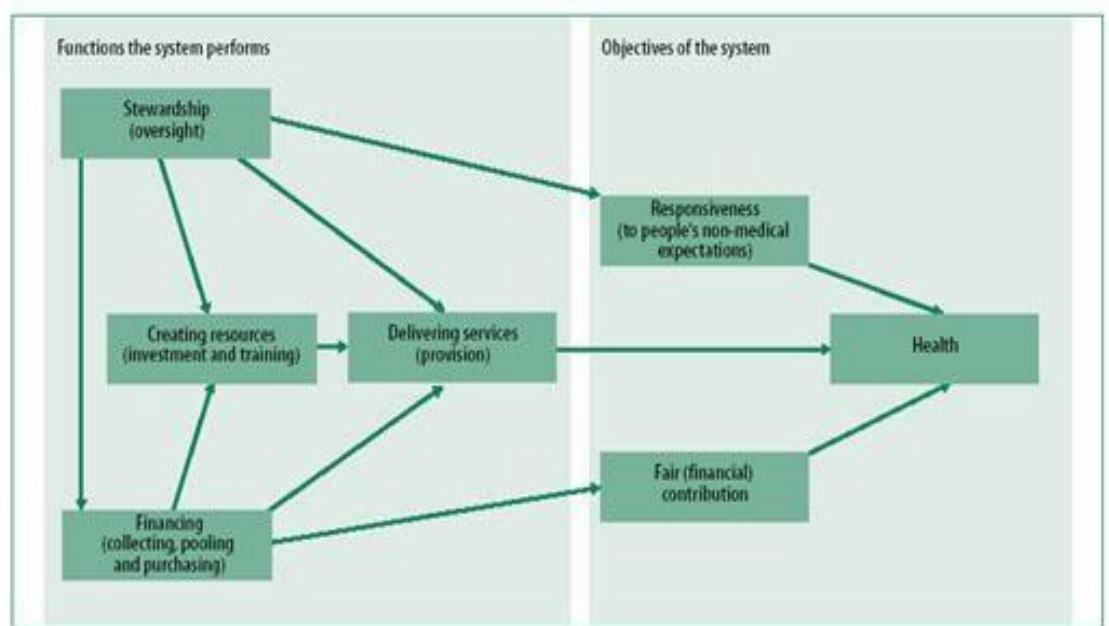 Functions the system performs
Objectives of the system
Stewardship
(oversight)
Responsiveness
(to people's non-medical
expectations)
Creating resources
(investment and training)
Delivering services
(provision)
Health
Fair (financial)
contribution
Financing
(collecting, pooling
and purchasing)